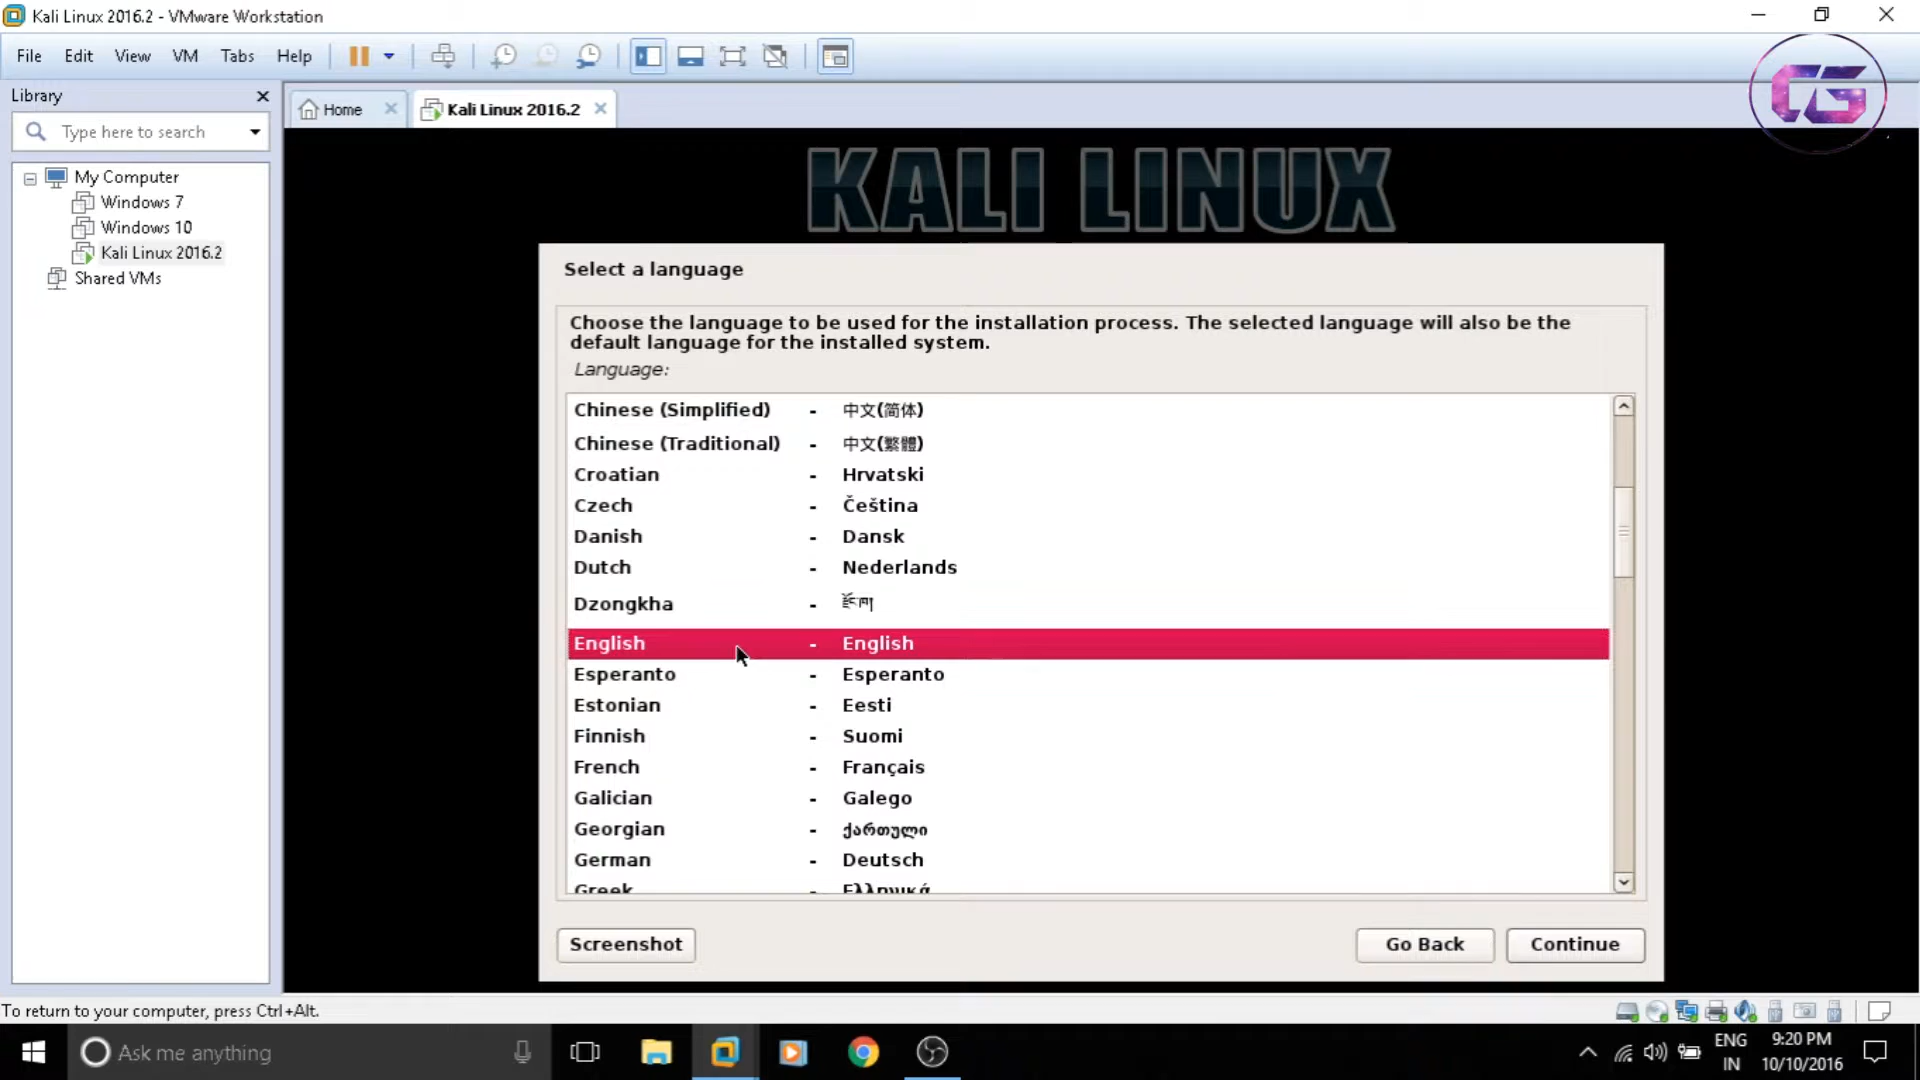 Kali Linux 2016.2 - VMware Workstation
File Edit View VM Tabs Help
Library
Type here to search
My Computer
Windows 7
Windows 10
Kali Linux 2016.2
Shared VMs
Home
Kali Linux 2016.2
KALI LINUX
Select a language
Choose the language to be used for the installation process. The selected language will also be the
default language for the installed system.
Language:
Chinese (Simplified) - 中文(简体)
Chinese (Traditional) - 中文(繁體)
Croatian - Hrvatski
Czech - Čeština
Danish - Dansk
Dutch - Nederlands
Dzongkha - རྫོང་ཁ།
English - English
Esperanto - Esperanto
Estonian - Eesti
Finnish - Suomi
French - Français
Galician - Galego
Georgian - ქართული
German - Deutsch
Greek - Ελληνικά
Screenshot
Go Back
Continue
To return to your computer, press Ctrl+Alt.
Ask me anything
ENG
IN
9:20 PM
10/10/2016